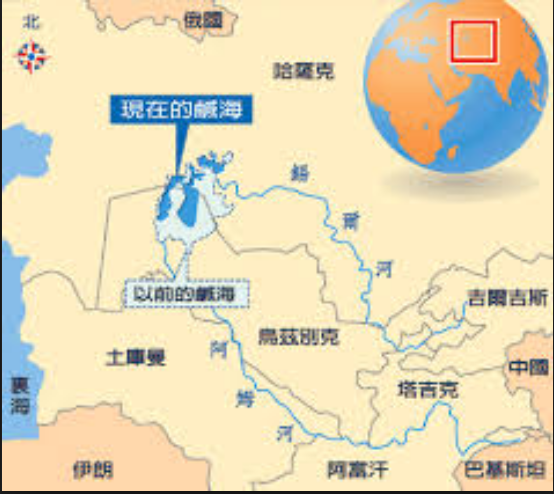 北
俄國
哈薩克
現在的鹹海
錫爾河
以前的鹹海
吉爾吉斯
烏茲別克
中國
土庫曼
阿姆河
塔吉克
裏海
伊朗
阿富汗
巴基斯坦